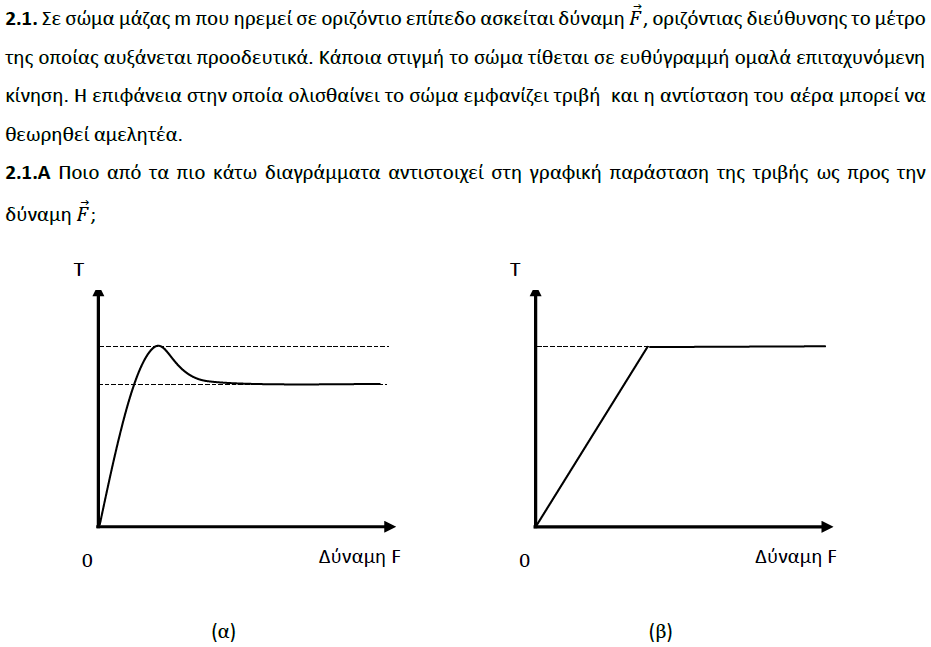 2.1. Σε σώμα μάζας m που ηρεμεί σε οριζόντιο επίπεδο ασκείται δύναμη F⃗, οριζόντιας διεύθυνσης το μέτρο
της οποίας αυξάνεται προοδευτικά. Κάποια στιγμή το σώμα τίθεται σε ευθύγραμμή ομαλά επιταχυνόμενη
κίνηση. Η επιφάνεια στην οποία ολισθαίνει το σώμα εμφανίζει τριβή και η αντίσταση του αέρα μπορεί να
θεωρηθεί αμελητέα.
2.1.Α Ποιο από τα πιο κάτω διαγράμματα αντιστοιχεί στη γραφική παράσταση της τριβής ως προς την
δύναμη F⃗;
Τ Τ
0 Δύναμη F 0 Δύναμη F
(α) (β)